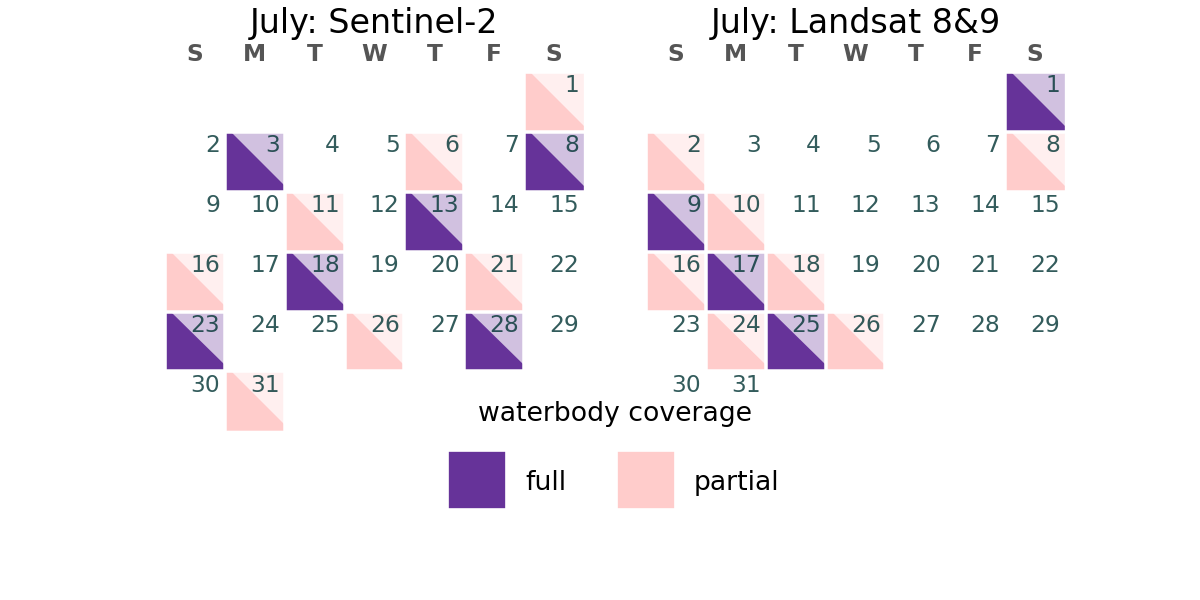 July: Sentinel-2
S M T W T F S
1
2 3 4 5 6 7 8
9 10 11 12 13 14 15
16 17 18 19 20 21 22
23 24 25 26 27 28 29
30 31
July: Landsat 8&9
S M T W T F S
1
2 3 4 5 6 7 8
9 10 11 12 13 14 15
16 17 18 19 20 21 22
23 24 25 26 27 28 29
30 31
waterbody coverage
full partial